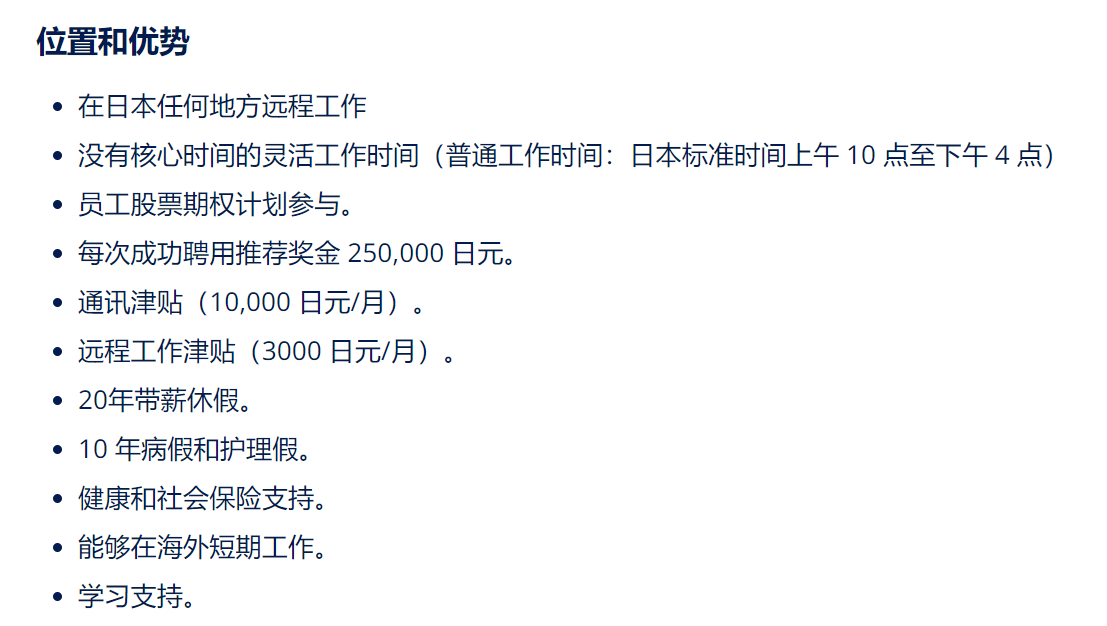 位置和优势
在日本任何地方远程工作
没有核心时间的灵活工作时间（普通工作时间：日本标准时间上午 10 点至下午 4 点）
员工股票期权计划参与。
每次成功聘用推荐奖金 250,000 日元。
通讯津贴（10,000 日元/月）。
远程工作津贴（3000 日元/月）。
20年带薪休假。
10 年病假和护理假。
健康和社会保险支持。
能够在海外短期工作。
学习支持。